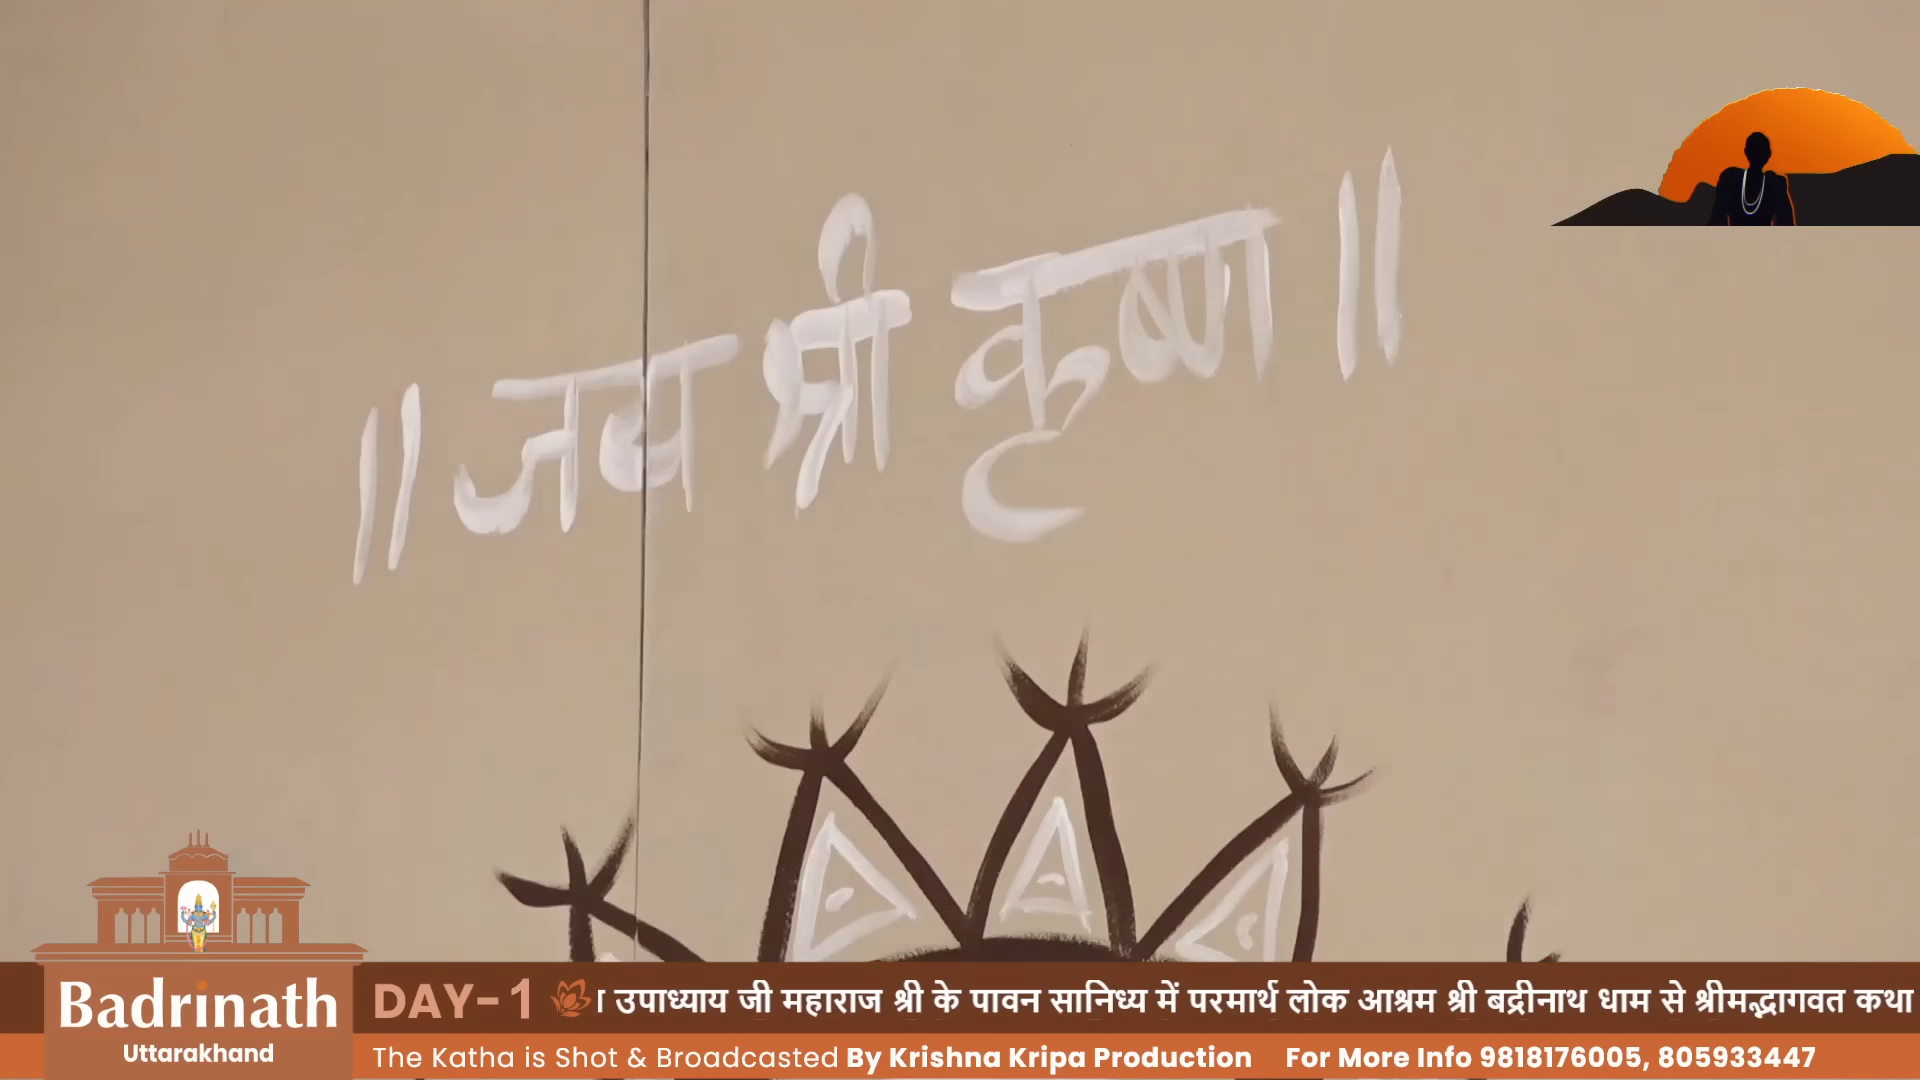 ॥ जय श्री कृष्ण ॥
Badrinath
Uttarakhand
DAY-1
उपाध्याय जी महाराज श्री के पावन सानिध्य में परमार्थ लोक आश्रम श्री बद्रीनाथ धाम से श्रीमद्भागवत कथा
The Katha is Shot & Broadcasted By Krishna Kripa Production For More Info 9818176005, 805933447